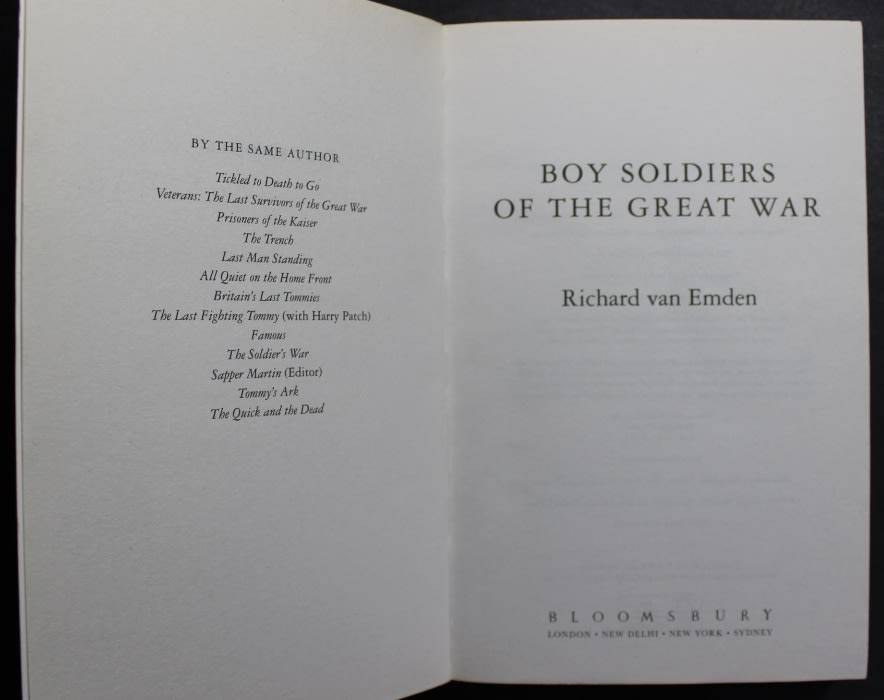 BY THE SAME AUTHOR
Tickled to Death to Go
Veterans: The Last Survivors of the Great War
Prisoners of the Kaiser
The Trench
Last Man Standing
All Quiet on the Home Front
Britain's Last Tommies
The Last Fighting Tommy (with Harry Patch)
Famous
The Soldier's War
Sapper Martin (Editor)
Tommy's Ark
The Quick and the Dead
BOY SOLDIERS
OF THE GREAT WAR
Richard van Emden
BLOOMSBURY
LONDON • NEW DELHI • NEW YORK • SYDNEY